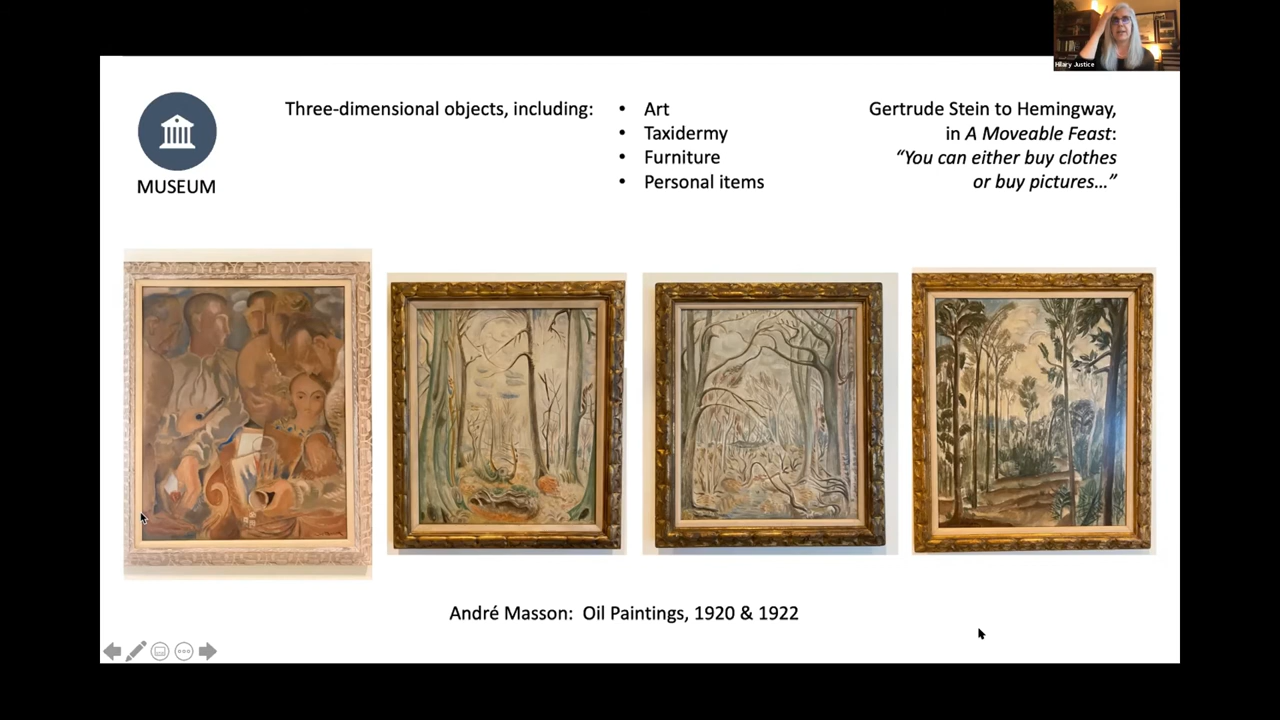 Hilary Justice
MUSEUM
Three-dimensional objects, including:
• Art
• Taxidermy
• Furniture
• Personal items
Gertrude Stein to Hemingway,
in A Moveable Feast:
“You can either buy clothes
or buy pictures…”
André Masson: Oil Paintings, 1920 & 1922